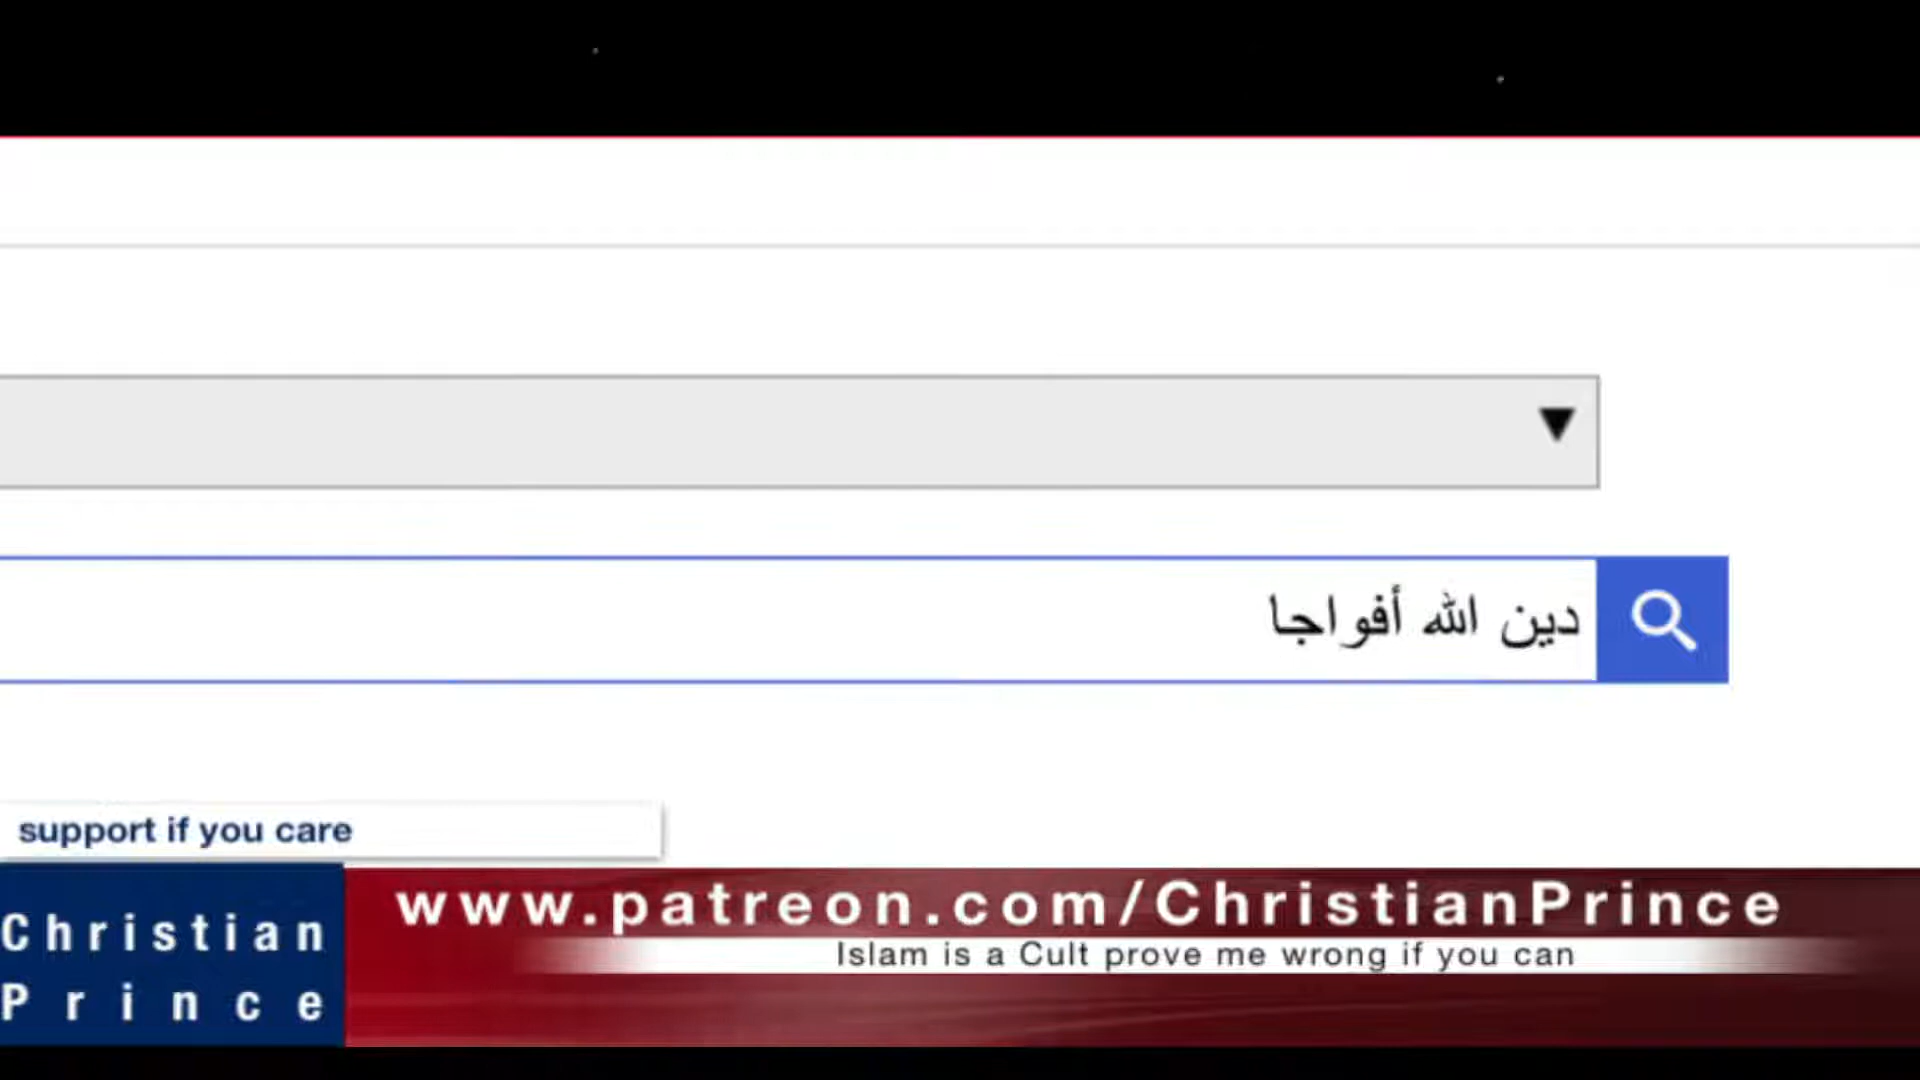 دين الله أفواجا
support if you care
Christian
Prince
www.patreon.com/ChristianPrince
Islam is a Cult prove me wrong if you can